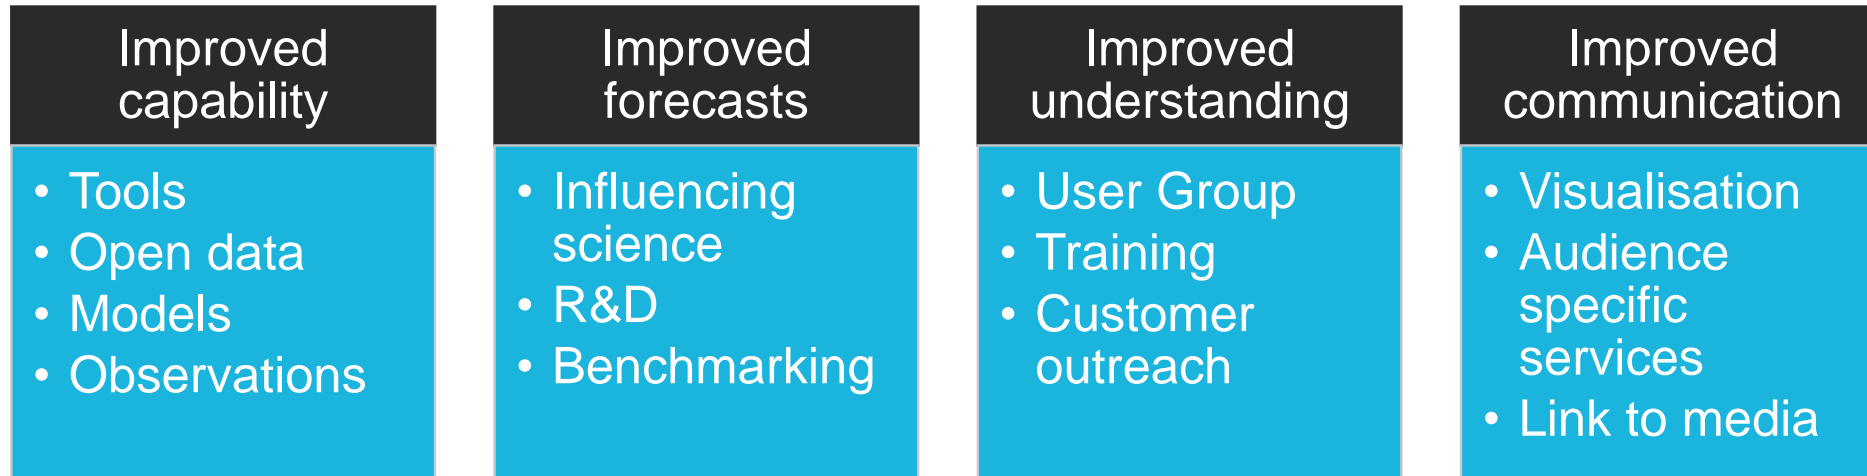 Improved
capability
• Tools
• Open data
• Models
• Observations
Improved
forecasts
• Influencing
science
• R&D
• Benchmarking
Improved
understanding
• User Group
• Training
• Customer
outreach
Improved
communication
• Visualisation
• Audience
specific
services
• Link to media